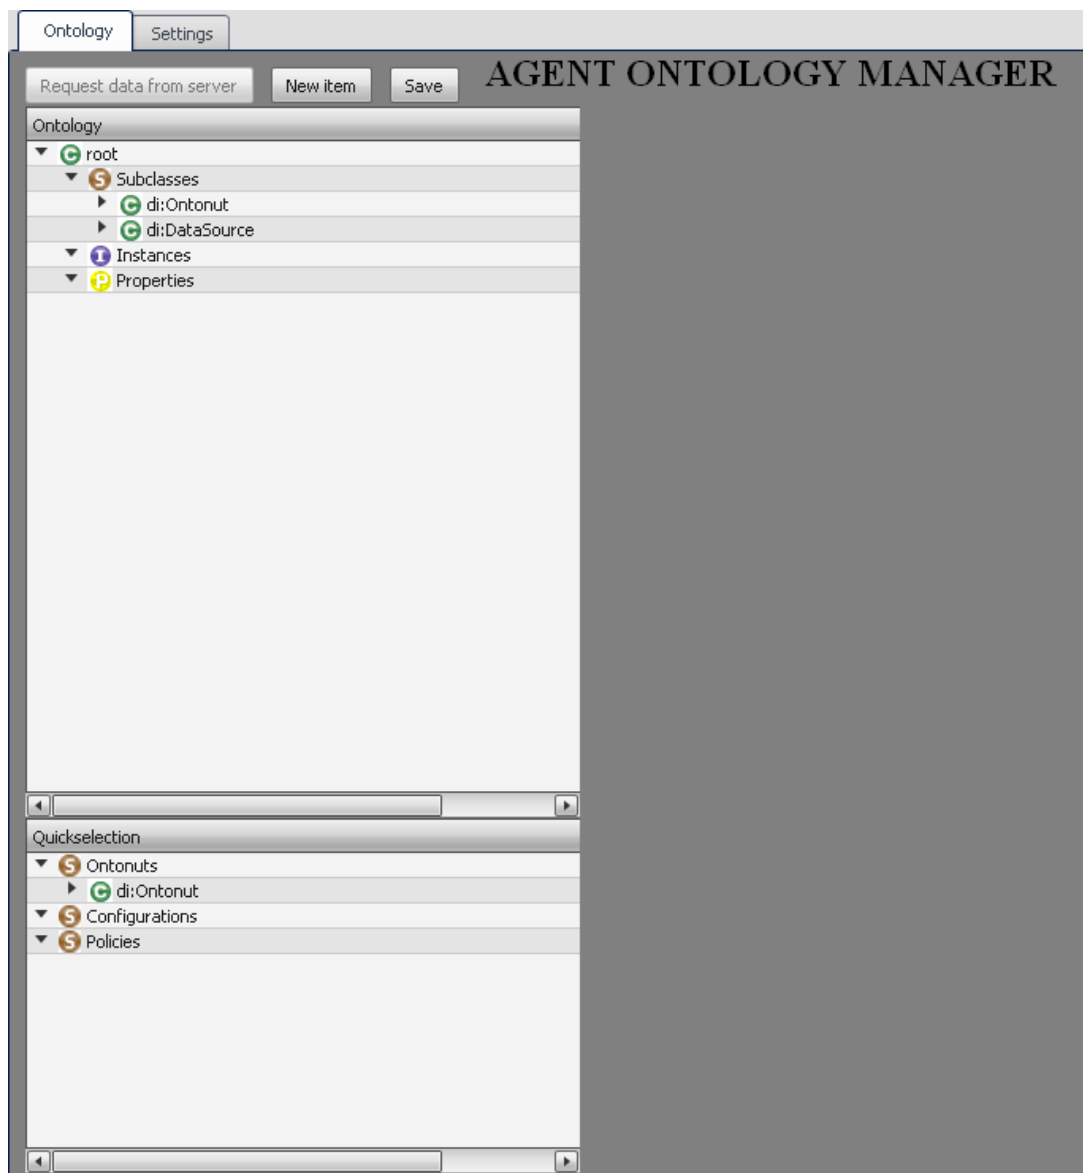 Ontology Settings
Request data from server New item Save AGENT ONTOLOGY MANAGER
Ontology
C root
S Subclasses
C di:Ontonut
C di:DataSource
I Instances
P Properties
Quickselection
S Ontonuts
C di:Ontonut
S Configurations
S Policies